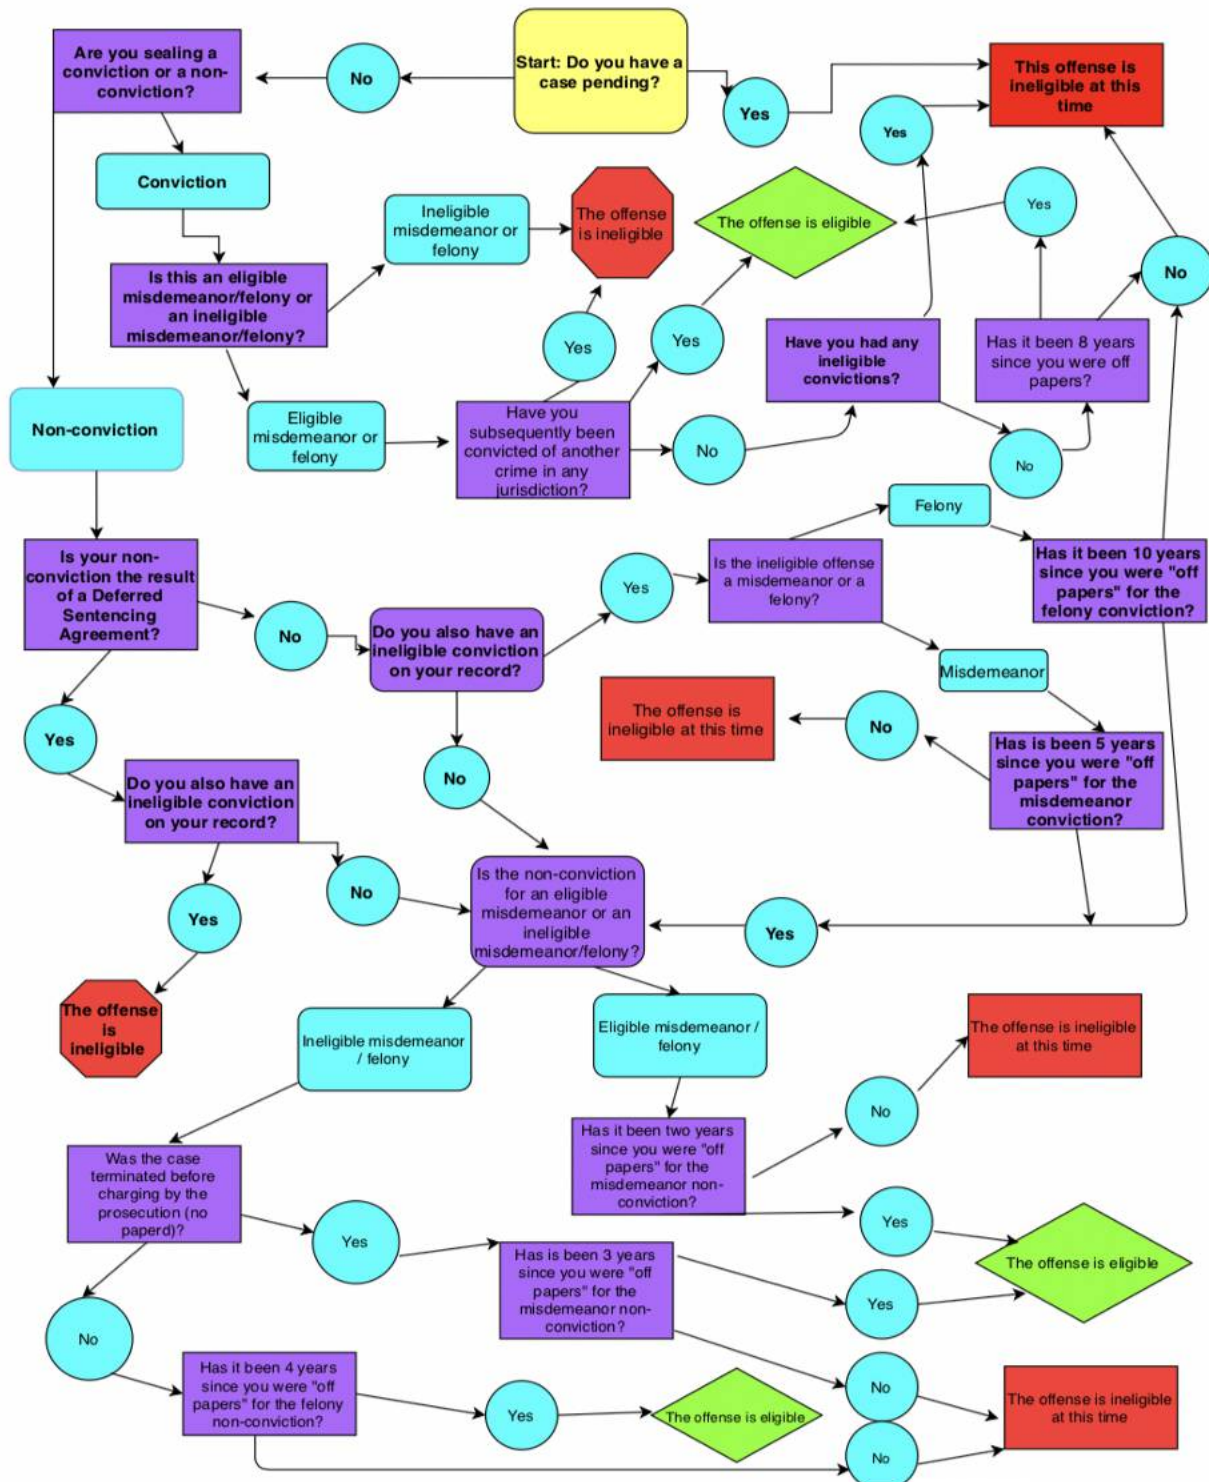 Are you sealing a
conviction or a non-
conviction?
No
Start: Do you have a
case pending?
Yes
This offense is
ineligible at this
time
Yes
Conviction
Ineligible
misdemeanor or
felony
The offense
is ineligible
The offense is eligible
Yes
No
Is this an eligible
misdemeanor/felony or
an ineligible
misdemeanor/felony?
Yes
Yes
Have you had any
ineligible
convictions?
Has it been 8 years
since you were off
papers?
Non-conviction
Eligible
misdemeanor or
felony
Have you
subsequently been
convicted of another
crime in any
jurisdiction?
No
No
Felony
Is your non-
conviction the result
of a Deferred
Sentencing
Agreement?
No
Do you also have an
ineligible conviction
on your record?
Yes
Is the ineligible offense
a misdemeanor or a
felony?
Has it been 10 years
since you were "off
papers" for the
felony conviction?
Misdemeanor
The offense is
ineligible at this time
No
Has is been 5 years
since you were "off
papers" for the
misdemeanor
conviction?
Yes
Do you also have an
ineligible conviction
on your record?
No
Yes
No
Is the non-conviction
for an eligible
misdemeanor or an
ineligible
misdemeanor/felony?
Yes
The offense
is
ineligible
Ineligible misdemeanor
/ felony
Eligible misdemeanor /
felony
The offense is ineligible
at this time
No
Was the case
terminated before
charging by the
prosecution (no
paperd)?
Has it been two years
since you were "off
papers" for the
misdemeanor non-
conviction?
Yes
Yes
Has is been 3 years
since you were "off
papers" for the
misdemeanor non-
conviction?
Yes
The offense is eligible
No
Has it been 4 years
since you were "off
papers" for the felony
non-conviction?
Yes
The offense is eligible
No
No
The offense is ineligible
at this time